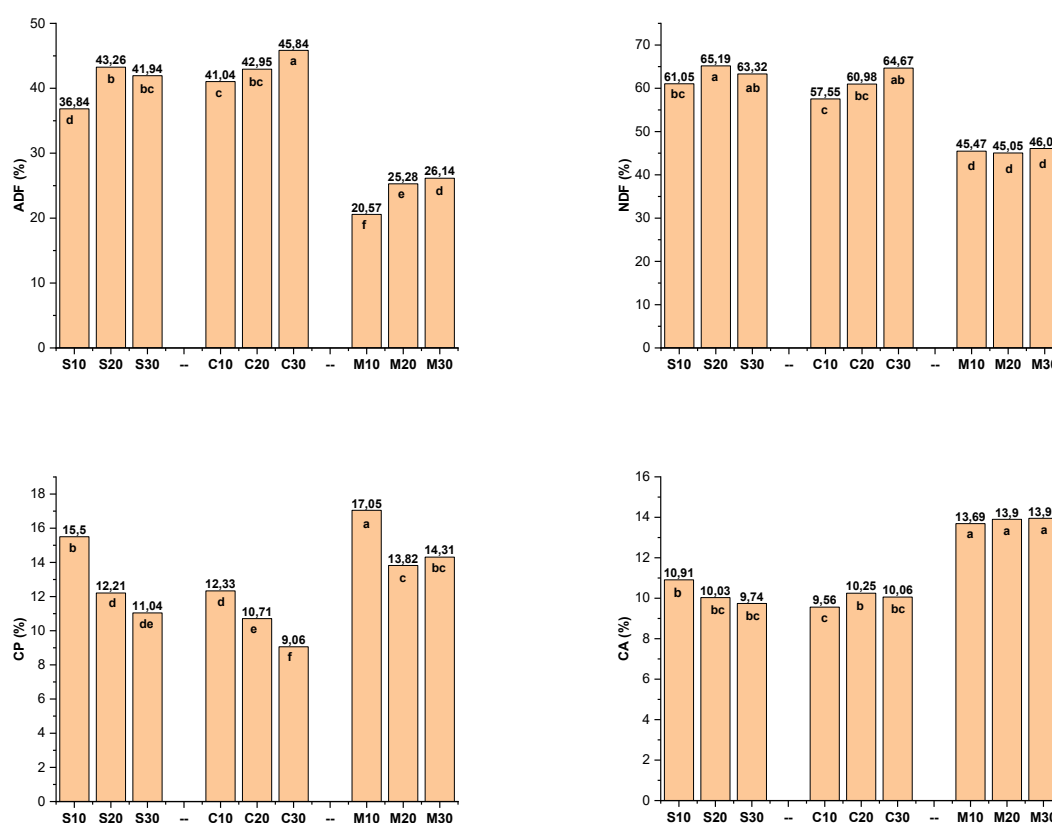 ADF (%)
50
40
30
20
10
0
36,84
43,26
41,94
41,04
42,95
45,84
20,57
25,28
26,14
d
b
bc
c
bc
a
f
e
d
S10 S20 S30 -- C10 C20 C30 -- M10 M20 M30
NDF (%)
70
60
50
40
30
20
10
0
61,05
65,19
63,32
57,55
60,98
64,67
45,47
45,05
46,0
bc
a
ab
c
bc
ab
d
d
d
S10 S20 S30 -- C10 C20 C30 -- M10 M20 M30
CP (%)
18
16
14
12
10
8
6
4
2
0
15,5
12,21
11,04
12,33
10,71
9,06
17,05
13,82
14,31
b
d
de
d
e
f
a
c
bc
S10 S20 S30 -- C10 C20 C30 -- M10 M20 M30
CA (%)
16
14
12
10
8
6
4
2
0
10,91
10,03
9,74
9,56
10,25
10,06
13,69
13,9
13,9
b
bc
bc
c
b
bc
a
a
a
S10 S20 S30 -- C10 C20 C30 -- M10 M20 M30